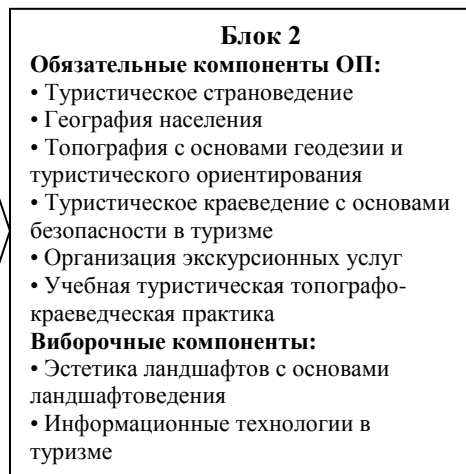 Блок 2
Обязательные компоненты ОП:
• Туристическое страноведение
• География населения
• Топография с основами геодезии и
туристического ориентирования
• Туристическое краеведение с основами
безопасности в туризме
• Организация экскурсионных услуг
• Учебная туристическая топографо-
краеведческая практика
Виборочные компоненты:
• Эстетика ландшафтов с основами
ландшафтоведения
• Информационные технологии в
туризме